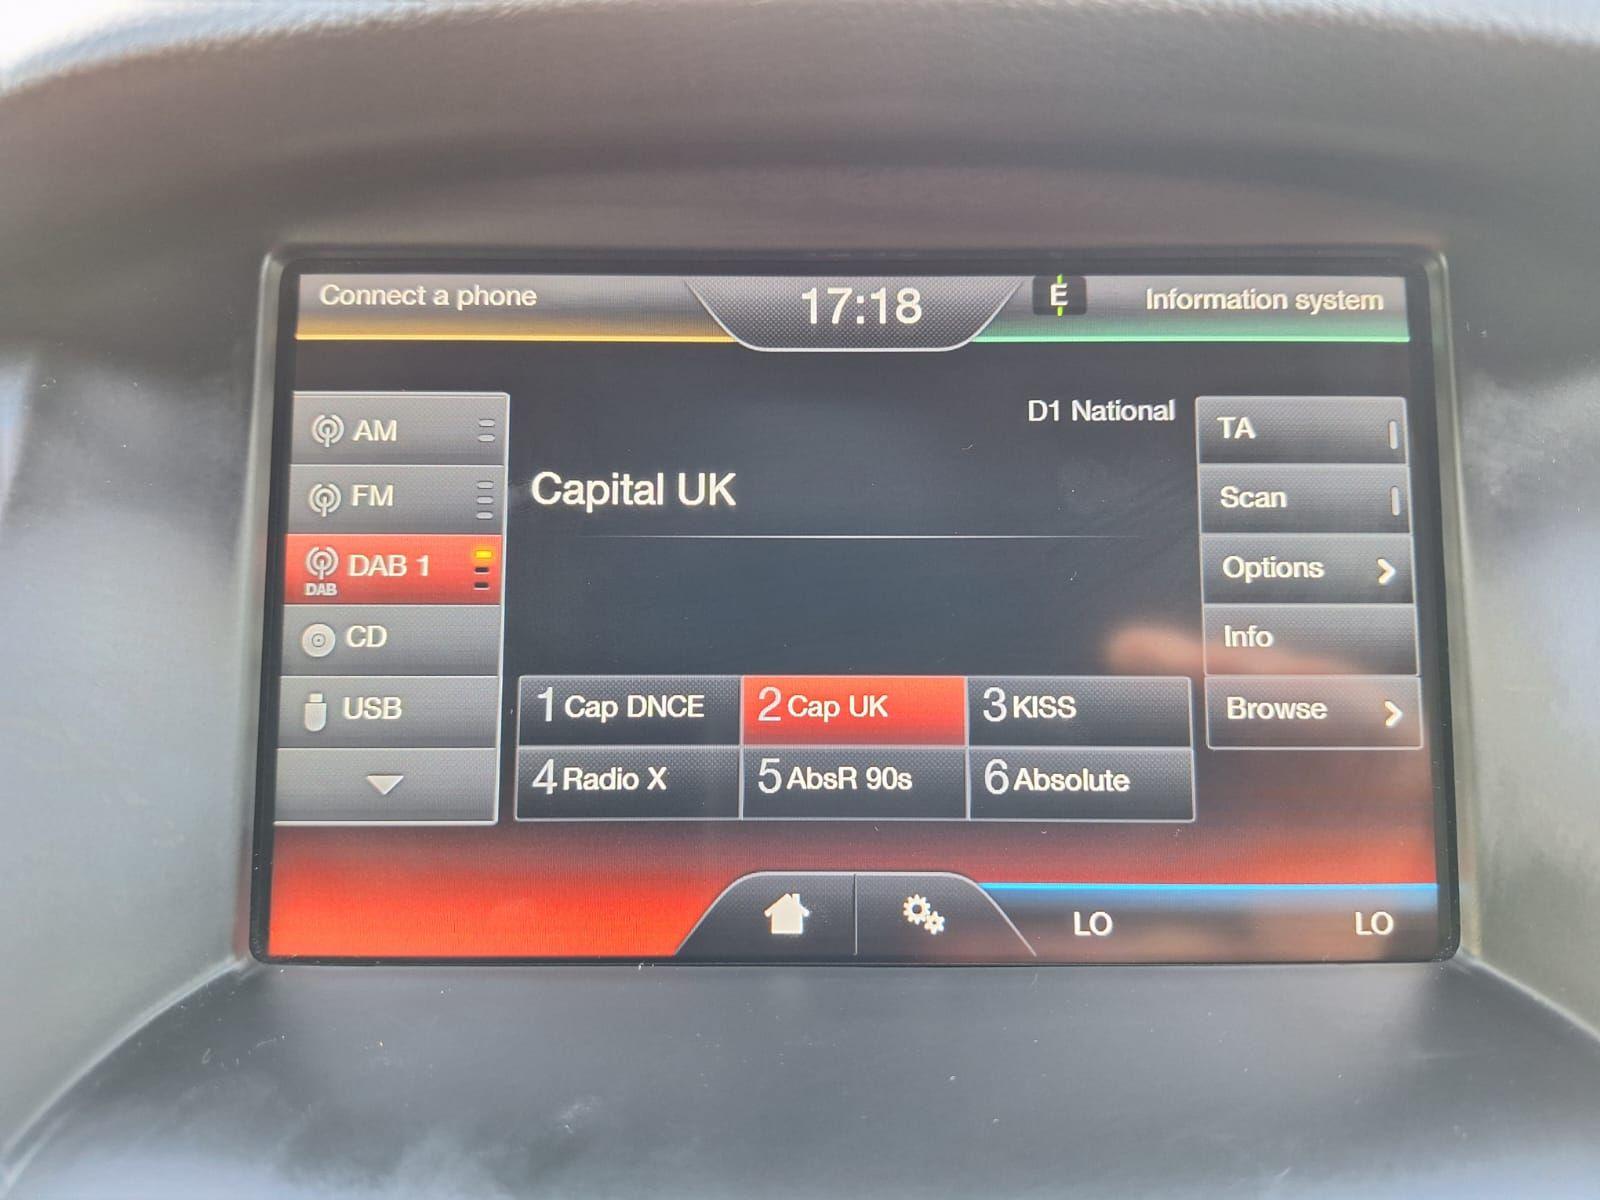 Connect a phone
17:18
E
Information system
AM
FM
DAB 1
DAB
CD
USB
D1 National
Capital UK
1 Cap DNCE
2 Cap UK
3 KISS
4 Radio X
5 AbsR 90s
6 Absolute
TA
Scan
Options
Info
Browse
LO
LO